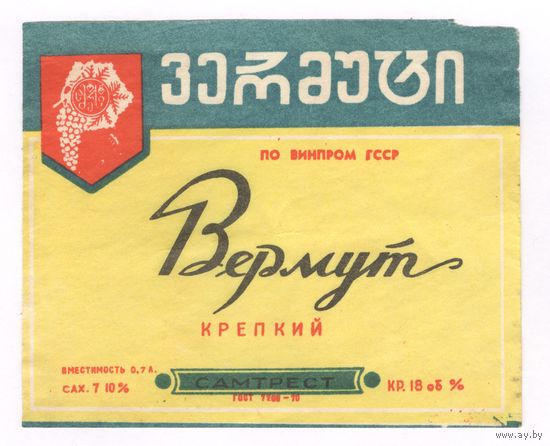 ვერმუტი
ПО ВИНПРОМ ГССР
Вермут
КРЕПКИЙ
ВМЕСТИМОСТЬ 0,7 л.
САХ. 7 10%
САМТРЕСТ
КР. 18 об %
www.ay.by